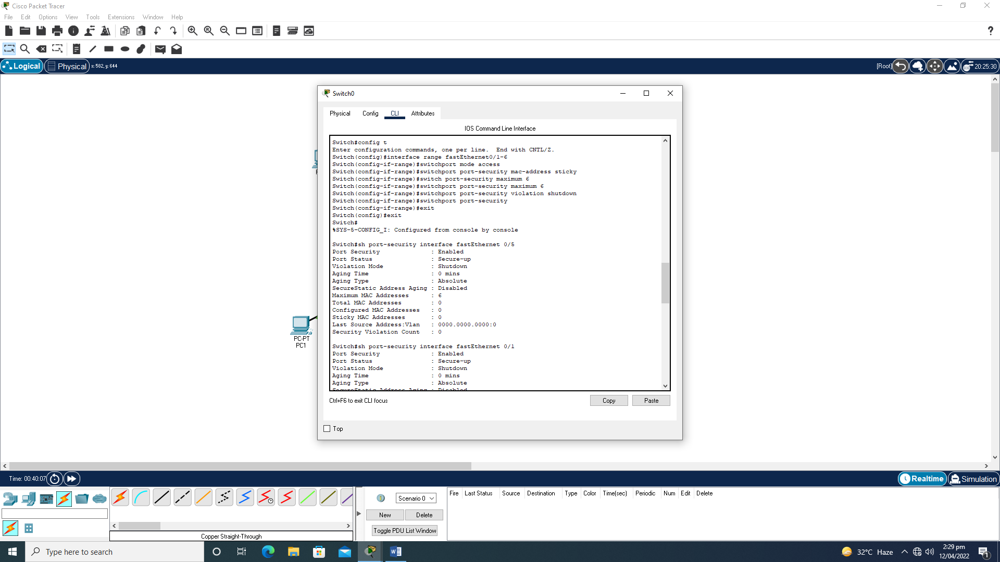 Cisco Packet Tracer
File Edit Options View Tools Extensions Window Help
?
Logical Physical x: 582, y: 644 [Root] 20:25:30
Switch0
Physical Config CLI Attributes
IOS Command Line Interface
Switch#config t
Enter configuration commands, one per line.  End with CNTL/Z.
Switch(config)#interface range fastEthernet0/1-6
Switch(config-if-range)#switchport mode access
Switch(config-if-range)#switchport port-security mac-address sticky
Switch(config-if-range)#switch port-security maximum 6
Switch(config-if-range)#switchport port-security maximum 6
Switch(config-if-range)#switchport port-security violation shutdown
Switch(config-if-range)#switchport port-security
Switch(config-if-range)#exit
Switch(config)#exit
Switch#
%SYS-5-CONFIG_I: Configured from console by console
Switch#sh port-security interface fastEthernet 0/5
Port Security : Enabled
Port Status : Secure-up
Violation Mode : Shutdown
Aging Time : 0 mins
Aging Type : Absolute
SecureStatic Address Aging : Disabled
Maximum MAC Addresses : 6
Total MAC Addresses : 0
Configured MAC Addresses : 0
Sticky MAC Addresses : 0
Last Source Address:Vlan : 0000.0000.0000:0
Security Violation Count : 0
Switch#sh port-security interface fastEthernet 0/1
Port Security : Enabled
Port Status : Secure-up
Violation Mode : Shutdown
Aging Time : 0 mins
Aging Type : Absolute
SecureStatic Address Aging : Disabled
Ctrl+F6 to exit CLI focus Copy Paste
Top
PC-PT
PC1
Time: 00:40:07 Realtime Simulation
Scenario 0
New Delete
Toggle PDU List Window
Fire Last Status Source Destination Type Color Time(sec) Periodic Num Edit Delete
Copper Straight-Through
Type here to search
32°C Haze
2:29 pm
12/04/2022
1